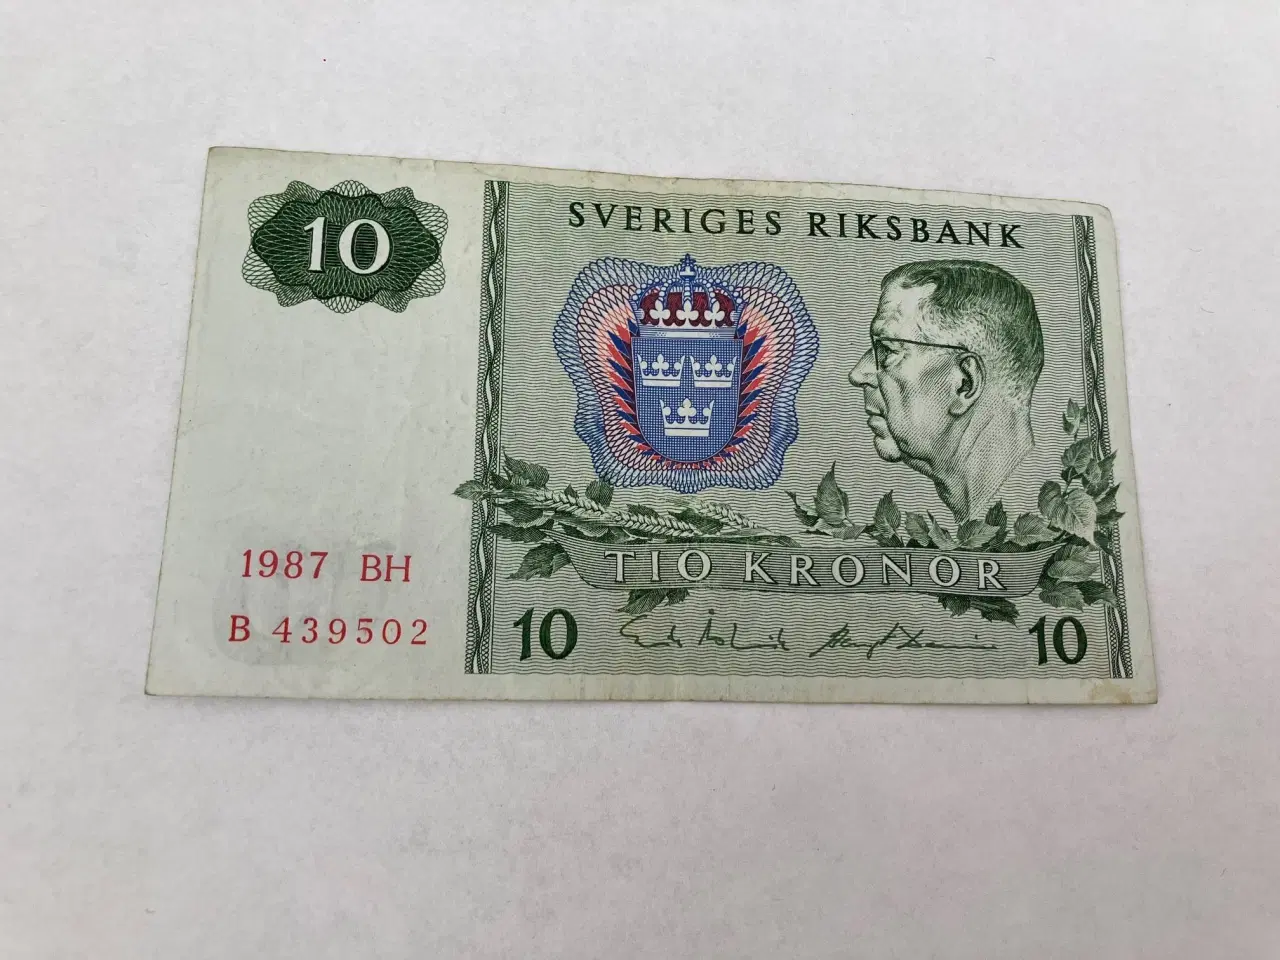 10
SVERIGES RIKSBANK
1987 BH
B 439502
TIO KRONOR
10
10